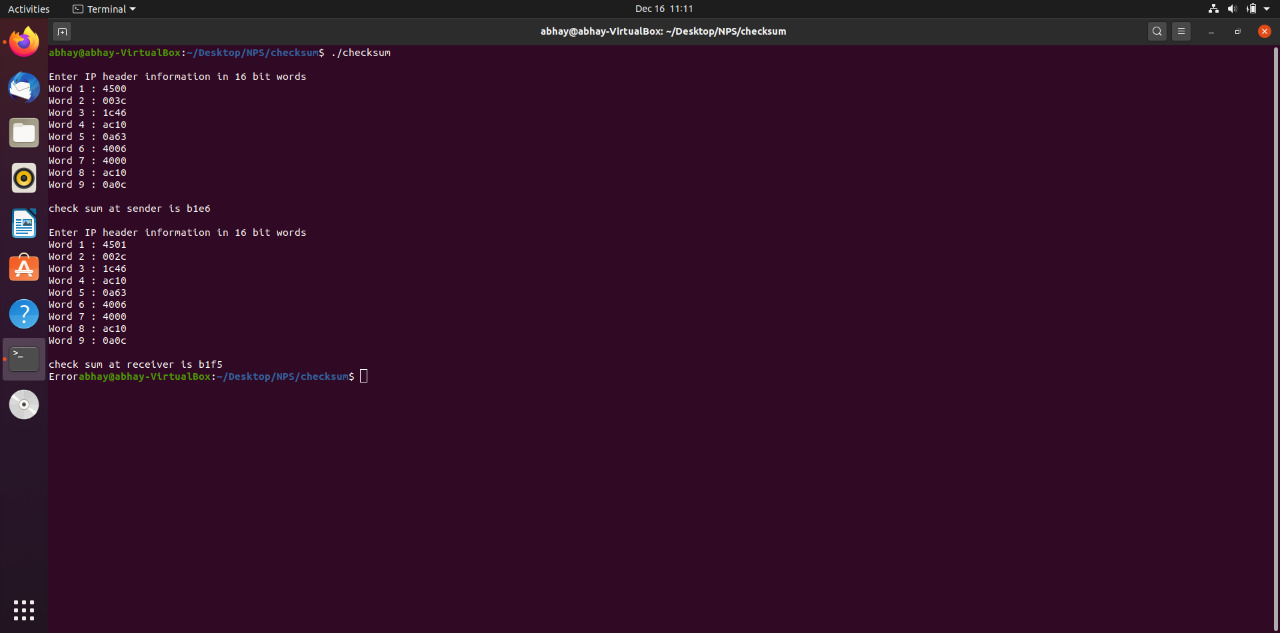 Activities Terminal Dec 16 11:11
abhay@abhay-VirtualBox: ~/Desktop/NPS/checksum
abhay@abhay-VirtualBox:~/Desktop/NPS/checksum$ ./checksum
Enter IP header information in 16 bit words
Word 1 : 4500
Word 2 : 003c
Word 3 : 1c46
Word 4 : ac10
Word 5 : 0a63
Word 6 : 4006
Word 7 : 4000
Word 8 : ac10
Word 9 : 0a0c
check sum at sender is b1e6
Enter IP header information in 16 bit words
Word 1 : 4501
Word 2 : 002c
Word 3 : 1c46
Word 4 : ac10
Word 5 : 0a63
Word 6 : 4006
Word 7 : 4000
Word 8 : ac10
Word 9 : 0a0c
check sum at receiver is b1f5
Errorabhay@abhay-VirtualBox:~/Desktop/NPS/checksum$